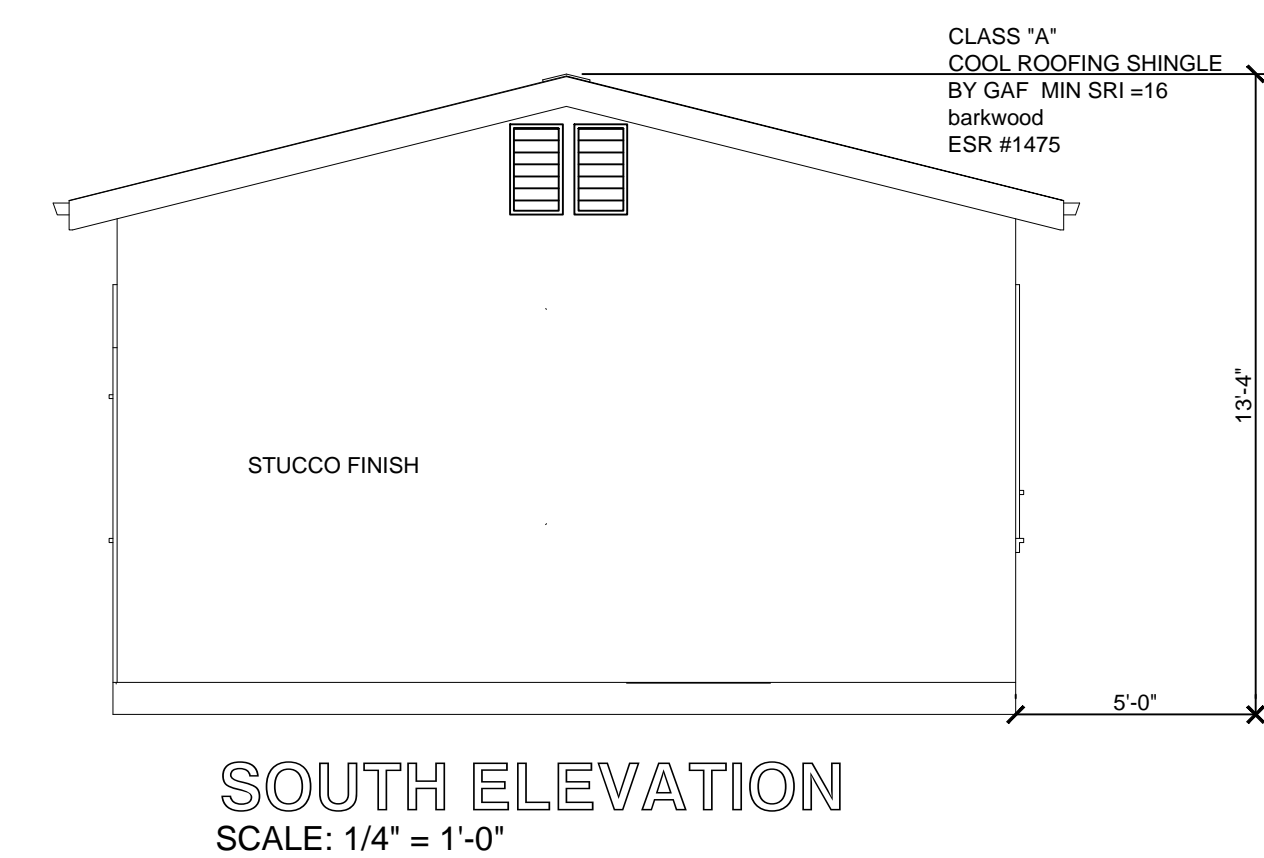 CLASS "A"
COOL ROOFING SHINGLE
BY GAF MIN SRI =16
barkwood
ESR #1475
13'-4"
STUCCO FINISH
5'-0"
SOUTH ELEVATION
SCALE: 1/4" = 1'-0"